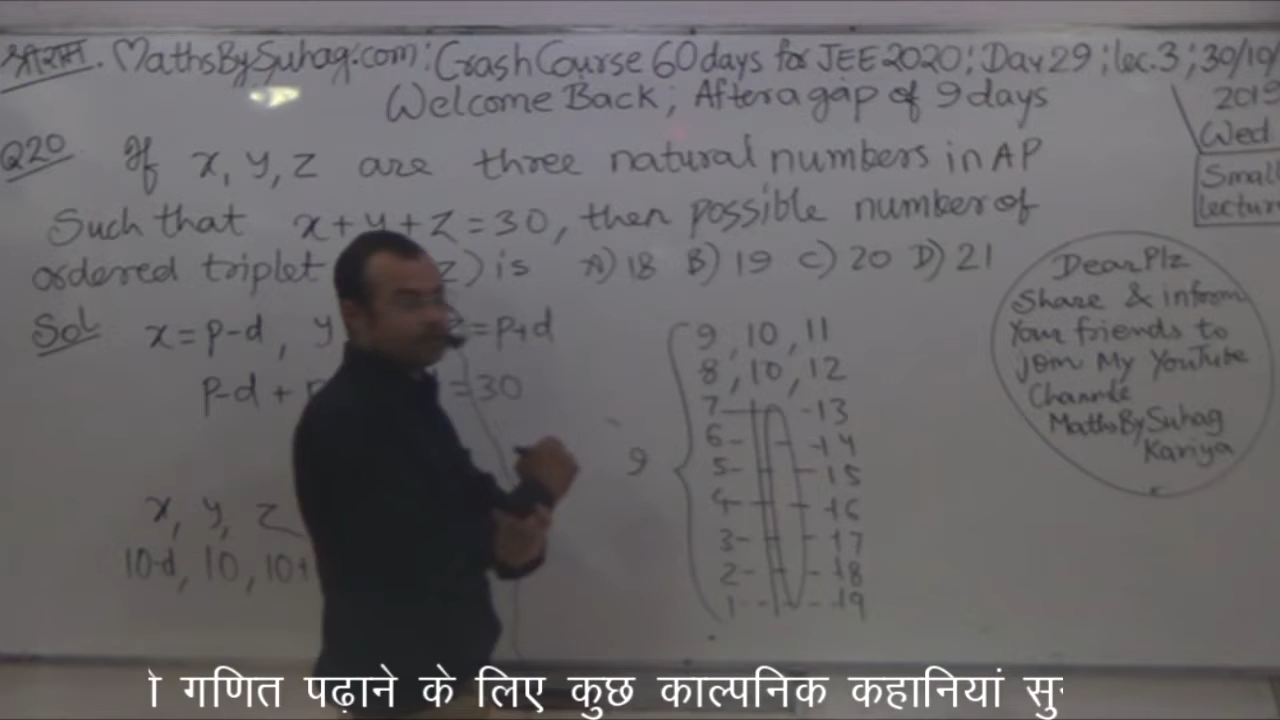 श्रीराम. MathsBySuhag.com: Crash Course 60 days for JEE 2020; Day 29; lec.3; 30/10/
2019
Welcome Back; After a gap of 9 days
Wed
Small
lectur
Q20 If x, y, z are three natural numbers in AP
Such that x+y+z=30, then possible number of
ordered triplet z) is A) 18 B) 19 C) 20 D) 21
Sol x=p-d, y z=p+d
p-d+ =30
x, y, z
10-d, 10, 10+
9
9, 10, 11
8, 10, 12
7 - 13
6 - 14
5 - 15
4 - 16
3 - 17
2 - 18
1 - 19
Dear Plz
Share & inform
Your friends to
join My YouTube
Channel
MathsBySuhag
Kariya
गणित पढ़ाने के लिए कुछ काल्पनिक कहानियां